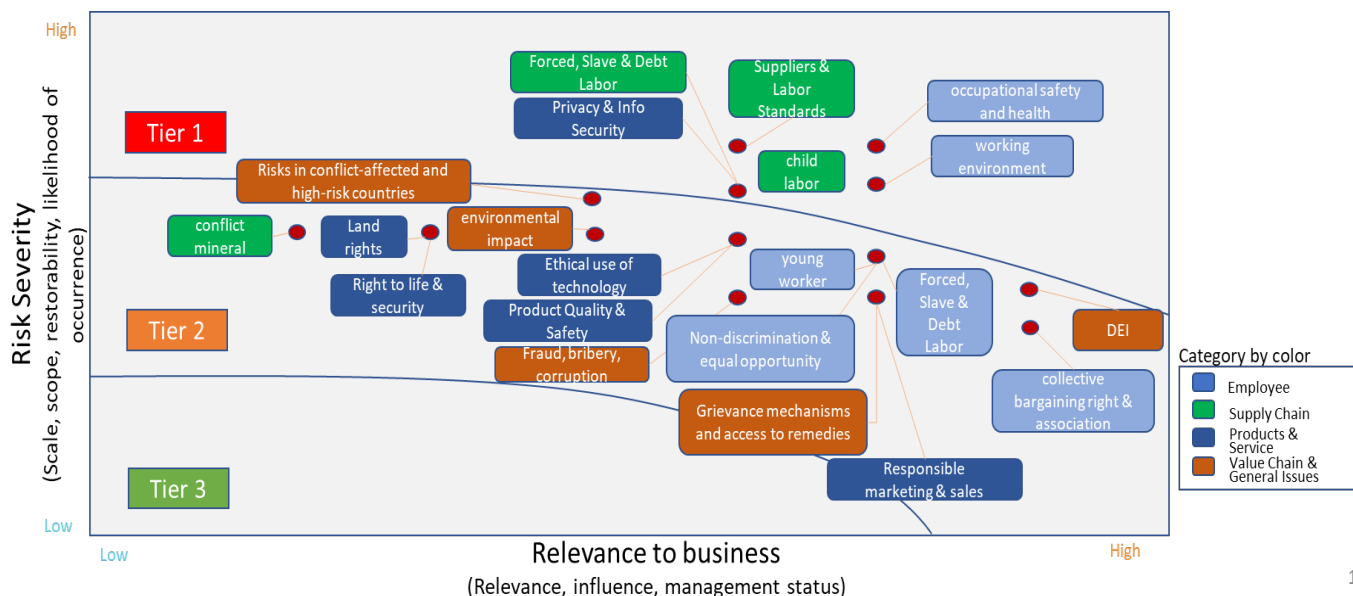 High
Risk Severity
(Scale, scope, restorability, likelihood of
occurrence)
Low
Tier 1
Tier 2
Tier 3
Forced, Slave & Debt
Labor
Privacy & Info
Security
Suppliers &
Labor
Standards
child
labor
occupational safety
and health
working
environment
Risks in conflict-affected and
high-risk countries
conflict
mineral
Land
rights
Right to life &
security
environmental
impact
Ethical use of
technology
Product Quality &
Safety
Fraud, bribery,
corruption
young
worker
Non-discrimination &
equal opportunity
Forced,
Slave &
Debt
Labor
DEI
collective
bargaining right &
association
Grievance mechanisms
and access to remedies
Responsible
marketing & sales
Category by color
Employee
Supply Chain
Products &
Service
Value Chain &
General Issues
Low
Relevance to business
(Relevance, influence, management status)
High
1